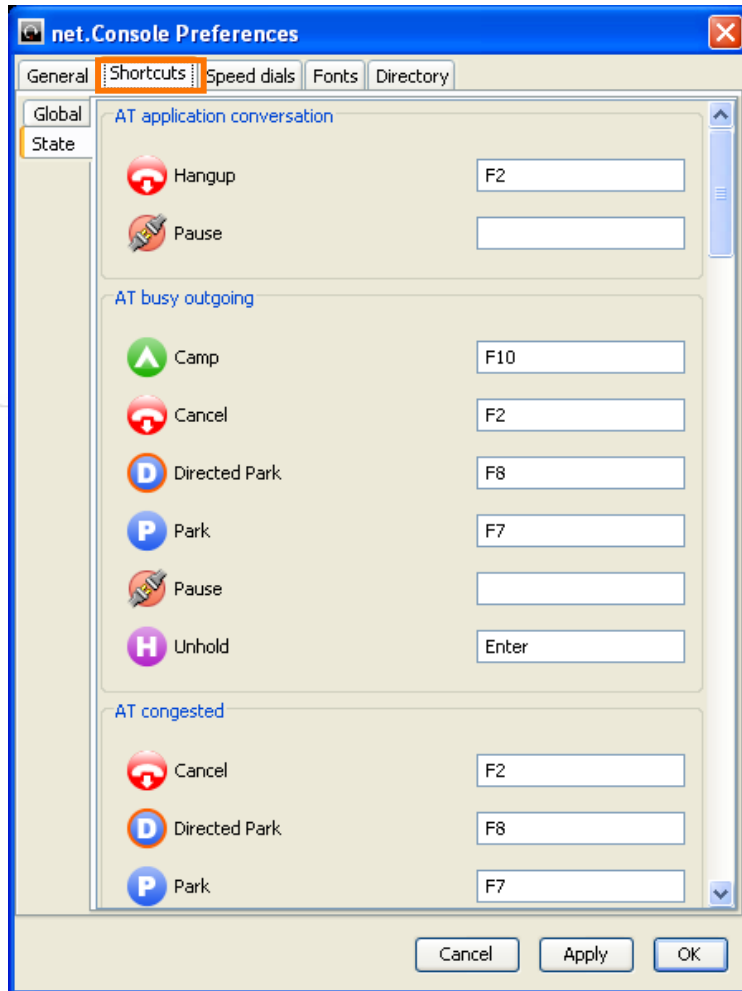 net.Console Preferences
General Shortcuts Speed dials Fonts Directory
Global
State
AT application conversation
Hangup F2
Pause
AT busy outgoing
Camp F10
Cancel F2
D Directed Park F8
P Park F7
Pause
H Unhold Enter
AT congested
Cancel F2
D Directed Park F8
P Park F7
Cancel Apply OK